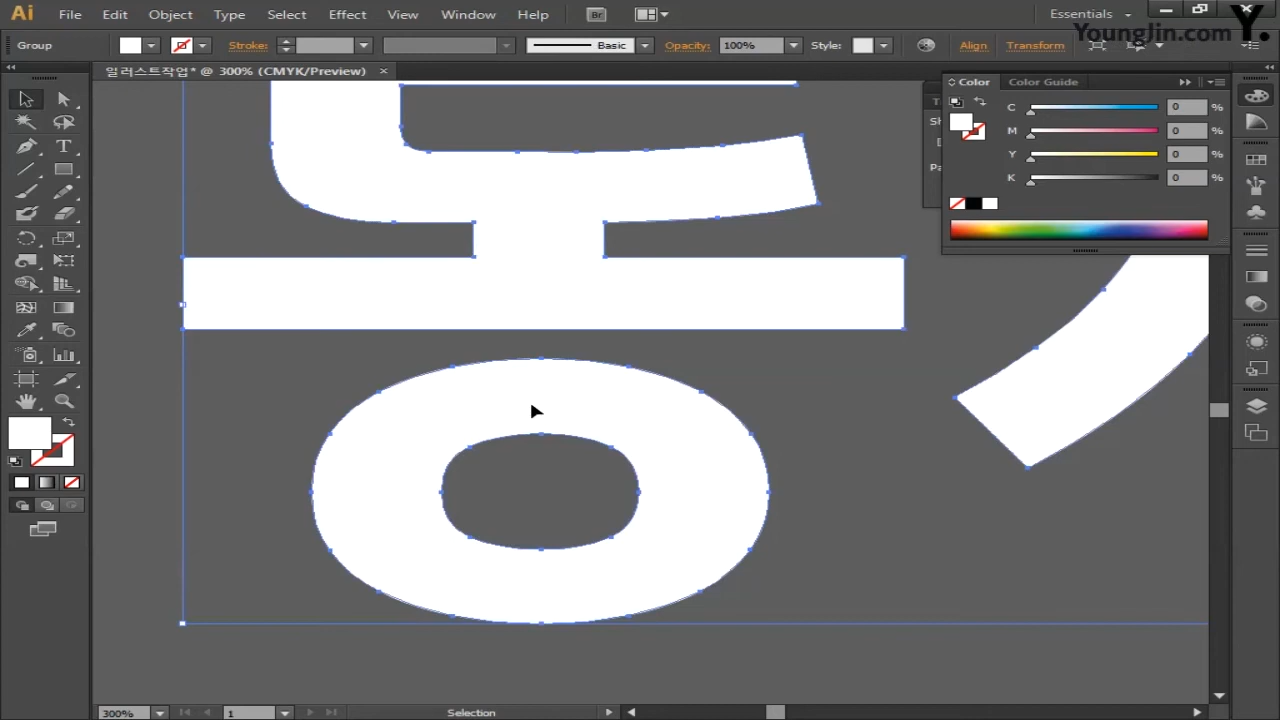 Ai File Edit Object Type Select Effect View Window Help Br Essentials
YoungJin.com Y.
Group Stroke: Basic Opacity: 100% Style: Align Transform
일러스트작업* @ 300% (CMYK/Preview) ×
Color Color Guide
C 0 %
M 0 %
Y 0 %
K 0 %
300% 1 Selection